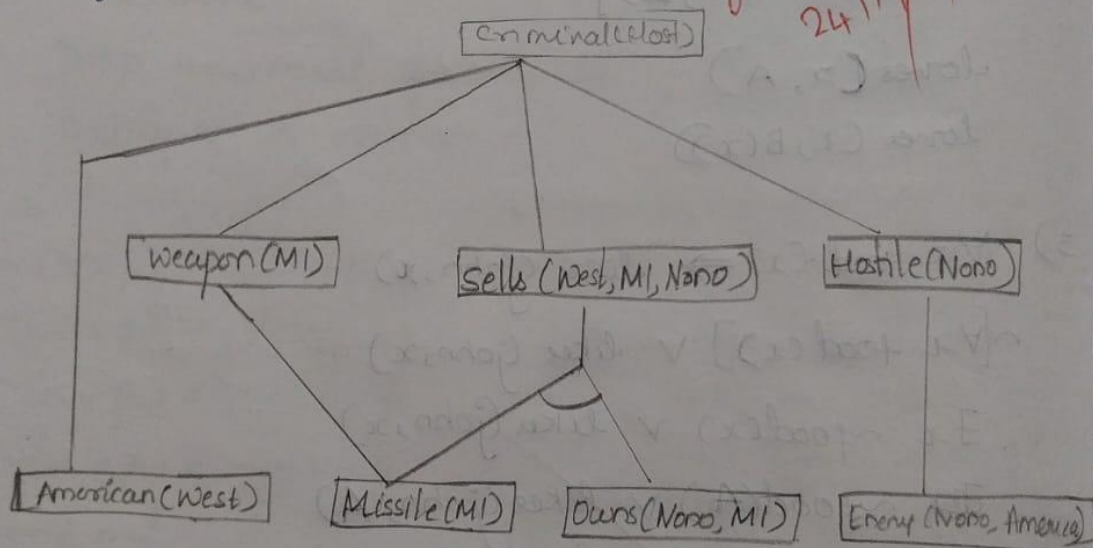 24
Criminal(West)
Weapon(M1)
Sells (West, M1, Nono)
Hostile(Nono)
American(West)
Missile(M1)
Owns(Nono, M1)
Enemy (Nono, America)